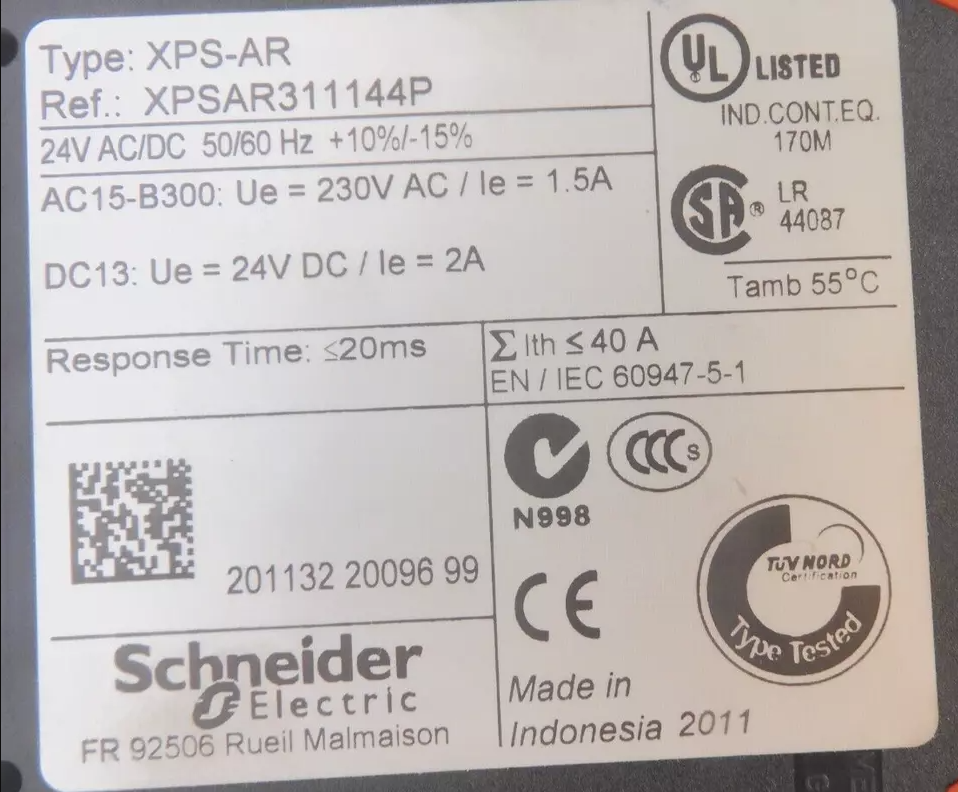 Type: XPS-AR
Ref.: XPSAR311144P
24V AC/DC 50/60 Hz +10%/-15%
AC15-B300: Ue = 230V AC / Ie = 1.5A
DC13: Ue = 24V DC / Ie = 2A
UL LISTED
IND.CONT.EQ.
170M
SA® LR
44087
Tamb 55°C
Response Time: ≤20ms
Σ Ith ≤ 40 A
EN / IEC 60947-5-1
N998
CCC S
201132 20096 99
CE
TÜV NORD
Certification
Type Tested
Schneider
Electric
FR 92506 Rueil Malmaison
Made in
Indonesia 2011